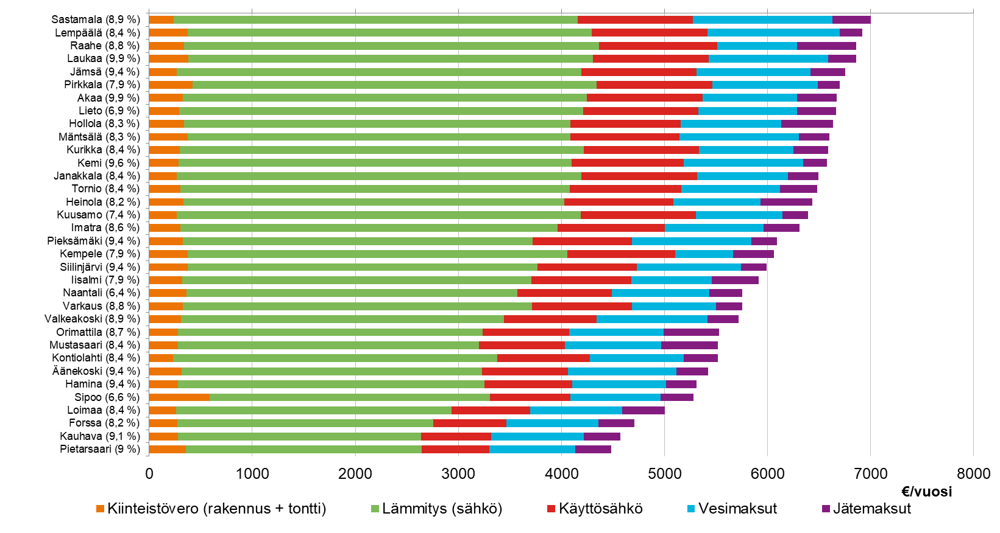 Sastamala (8,9 %)
Lempäälä (8,4 %)
Raahe (8,8 %)
Laukaa (9,9 %)
Jämsä (9,4 %)
Pirkkala (7,9 %)
Akaa (9,9 %)
Lieto (6,9 %)
Hollola (8,3 %)
Mäntsälä (8,3 %)
Kurikka (8,4 %)
Kemi (9,6 %)
Janakkala (8,4 %)
Tornio (8,4 %)
Heinola (8,2 %)
Kuusamo (7,4 %)
Imatra (8,6 %)
Pieksämäki (9,4 %)
Kempele (7,9 %)
Siilinjärvi (9,4 %)
Iisalmi (7,9 %)
Naantali (6,4 %)
Varkaus (8,8 %)
Valkeakoski (8,9 %)
Orimattila (8,7 %)
Mustasaari (8,4 %)
Kontiolahti (8,4 %)
Äänekoski (9,4 %)
Hamina (9,4 %)
Sipoo (6,6 %)
Loimaa (8,4 %)
Forssa (8,2 %)
Kauhava (9,1 %)
Pietarsaari (9 %)
0 1000 2000 3000 4000 5000 6000 7000 8000
€/vuosi
Kiinteistövero (rakennus + tontti) Lämmitys (sähkö) Käyttösähkö Vesimaksut Jätemaksut